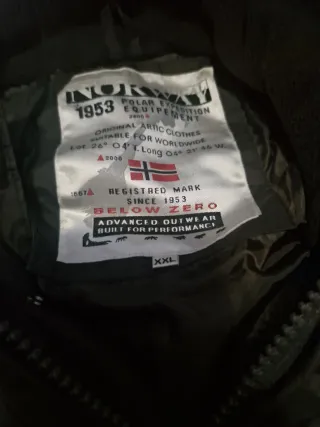 NORWAY
1953 POLAR EXPEDITION
EQUIPEMENT
ORIGINAL ARTIC CLOTHES
SUITABLE FOR WORLDWIDE
REGISTRED MARK
SINCE 1953
BELOW ZERO
ADVANCED OUTWEAR
BUILT FOR PERFORMANCE
XXL